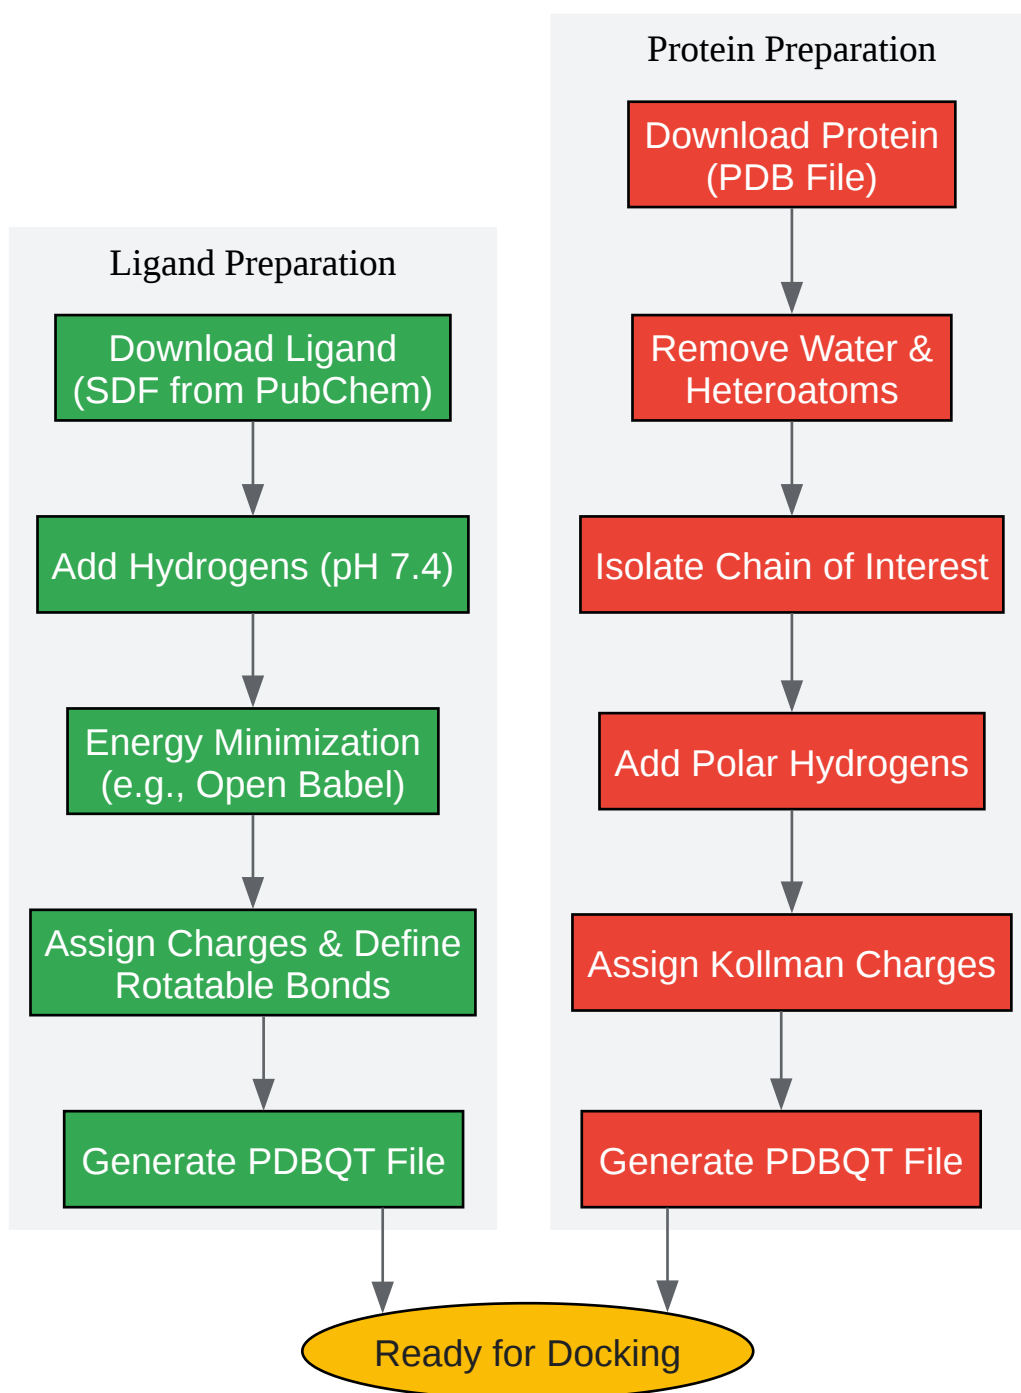 Ligand Preparation
Download Ligand
(SDF from PubChem)
Add Hydrogens (pH 7.4)
Energy Minimization
(e.g., Open Babel)
Assign Charges & Define
Rotatable Bonds
Generate PDBQT File
Protein Preparation
Download Protein
(PDB File)
Remove Water &
Heteroatoms
Isolate Chain of Interest
Add Polar Hydrogens
Assign Kollman Charges
Generate PDBQT File
Ready for Docking